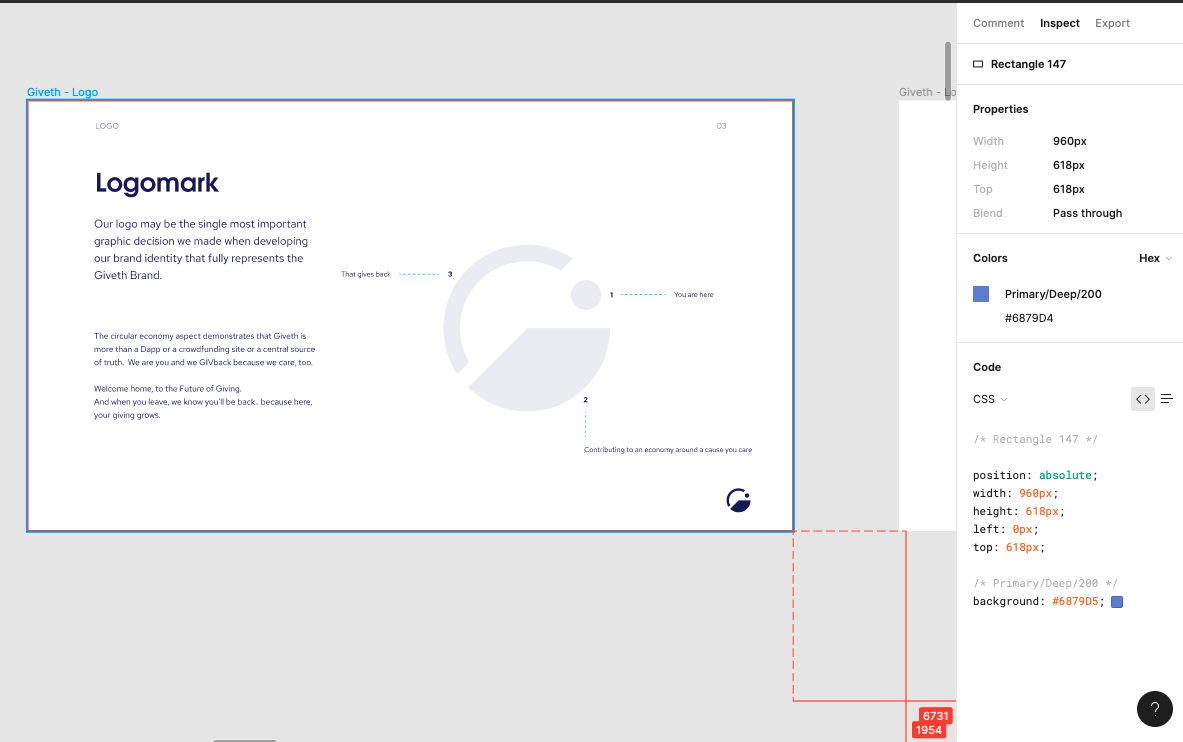 Comment Inspect Export
Rectangle 147
Giveth - Logo
Giveth - Lo
LOGO
03
Logomark
Our logo may be the single most important
graphic decision we made when developing
our brand identity that fully represents the
Giveth Brand.
The circular economy aspect demonstrates that Giveth is
more than a Dapp or a crowdfunding site or a central source
of truth. We are you and we GIVback because we care, too.
Welcome home, to the Future of Giving.
And when you leave, we know you'll be back.. because here,
your giving grows.
That gives back 3
1 You are here
2
Contributing to an economy around a cause you care
6731
1954
Properties
Width 960px
Height 618px
Top 618px
Blend Pass through
Colors Hex
Primary/Deep/200
#6879D4
Code
CSS
/* Rectangle 147 */
position: absolute;
width: 960px;
height: 618px;
left: 0px;
top: 618px;
/* Primary/Deep/200 */
background: #6879D5;
?